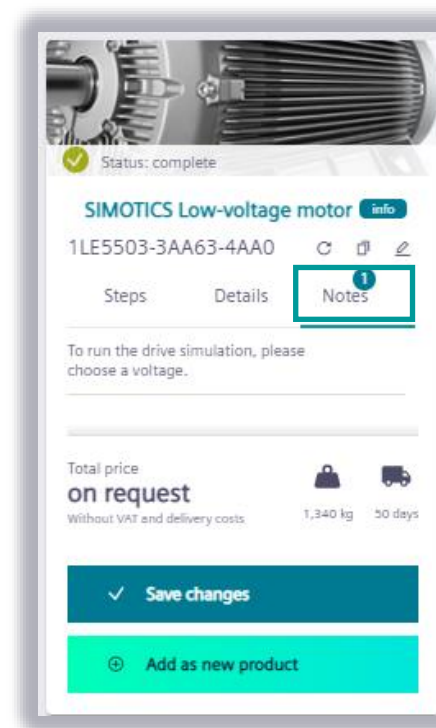 Status: complete
SIMOTICS Low-voltage motor info
1LE5503-3AA63-4AA0
Steps Details Notes 1
To run the drive simulation, please
choose a voltage.
Total price
on request
Without VAT and delivery costs
1,340 kg 50 days
Save changes
Add as new product